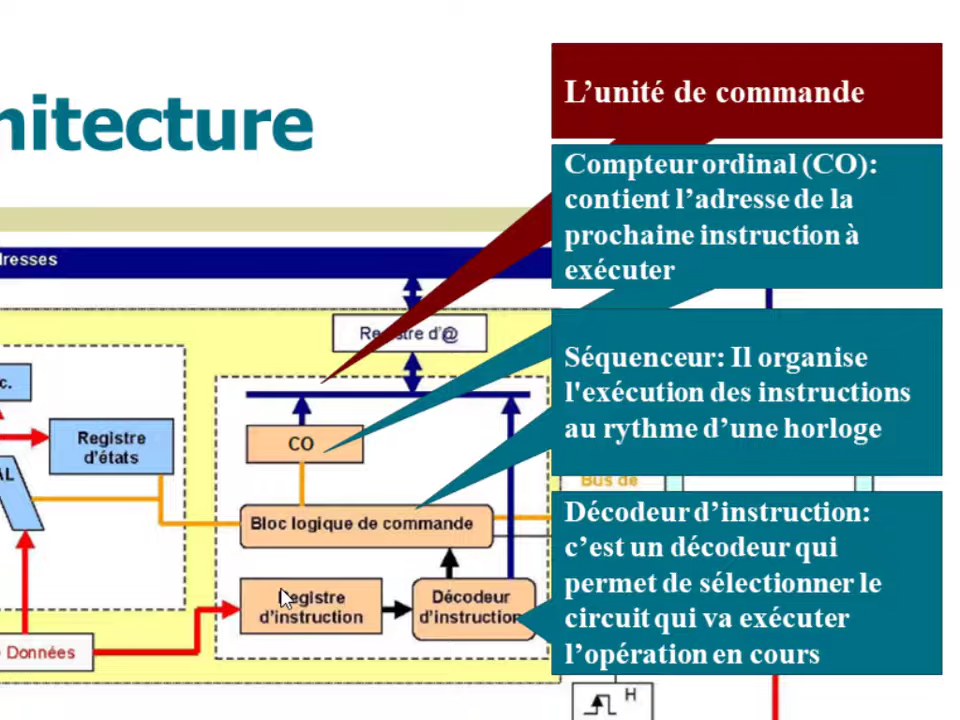 hitecture
L’unité de commande
Compteur ordinal (CO):
contient l’adresse de la
prochaine instruction à
exécuter
Séquenceur: Il organise
l'exécution des instructions
au rythme d’une horloge
Décodeur d’instruction:
c’est un décodeur qui
permet de sélectionner le
circuit qui va exécuter
l’opération en cours
dresses
Registre d'@
c.
Registre
d'états
AL
CO
Bus de
Bloc logique de commande
Registre
d'instruction
Décodeur
d'instruction
Données
H